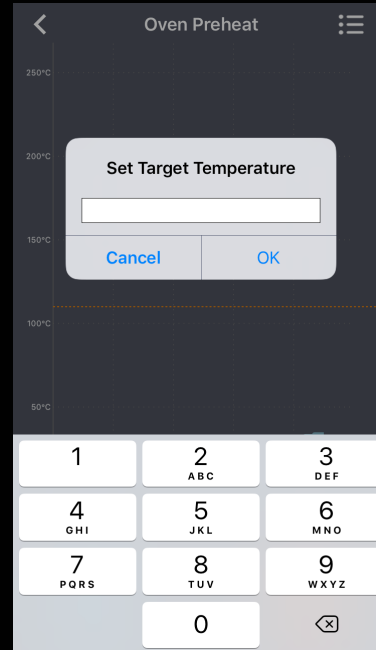 Oven Preheat
250°C
200°C
Set Target Temperature
150°C
Cancel OK
100°C
50°C
1 2 3
ABC DEF
4 5 6
GHI JKL MNO
7 8 9
PQRS TUV WXYZ
0